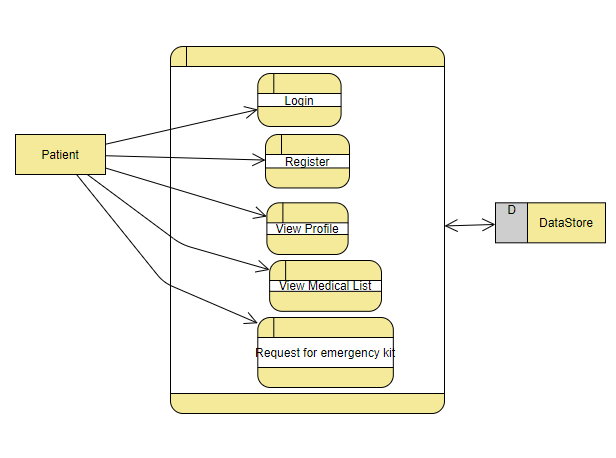 Login
Patient
Register
D
DataStore
View Profile
View Medical List
Request for emergency kit